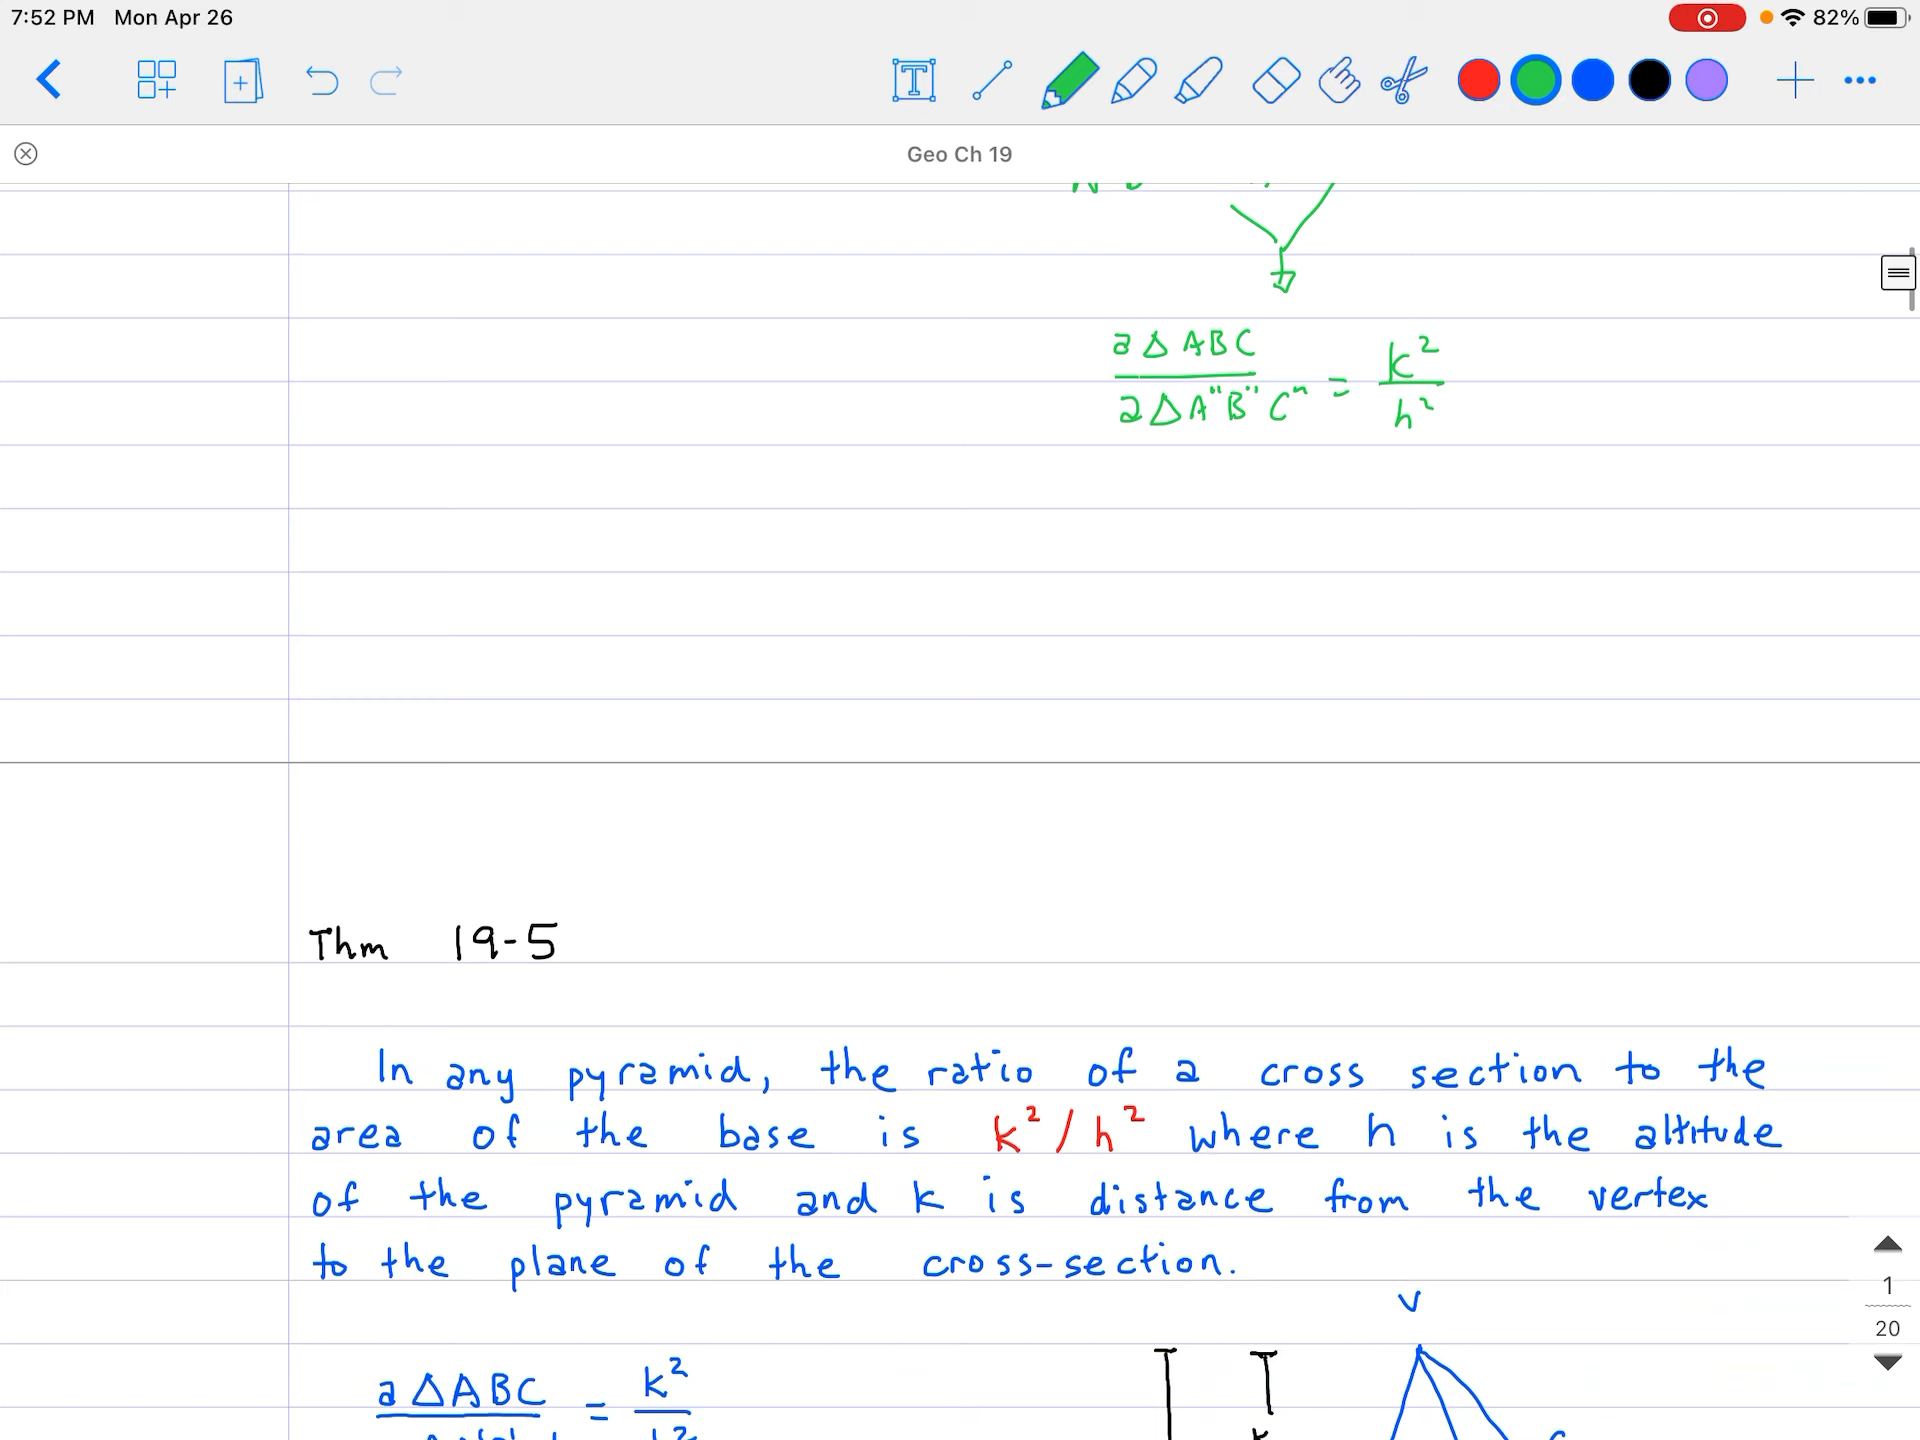 7:52 PM Mon Apr 26
82%
T
Geo Ch 19
a△ABC
a△A"B"C" = k²/h²
Thm 19-5
In any pyramid, the ratio of a cross section to the
area of the base is k²/h² where h is the altitude
of the pyramid and k is distance from the vertex
to the plane of the cross-section.
V
1
20
a△ABC = k²
k